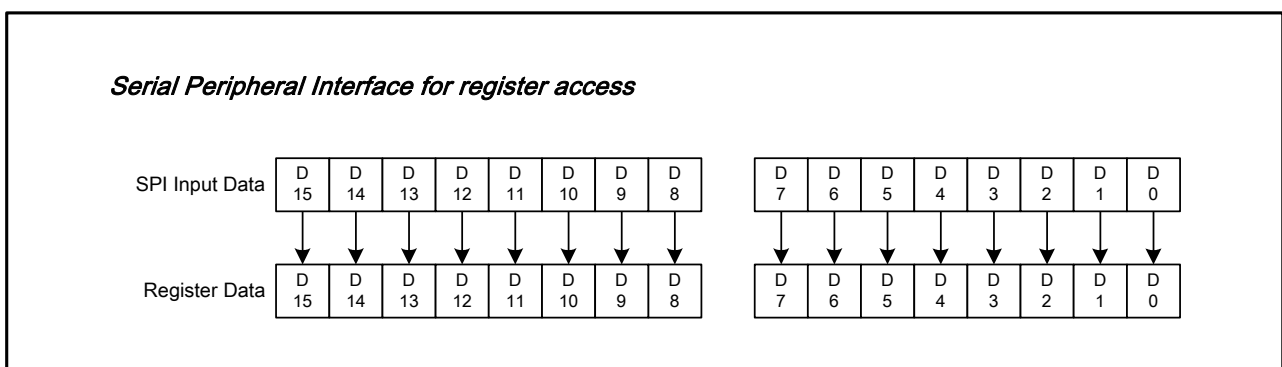 Serial Peripheral Interface for register access
SPI Input Data D 15 D 14 D 13 D 12 D 11 D 10 D 9 D 8 D 7 D 6 D 5 D 4 D 3 D 2 D 1 D 0
Register Data D 15 D 14 D 13 D 12 D 11 D 10 D 9 D 8 D 7 D 6 D 5 D 4 D 3 D 2 D 1 D 0